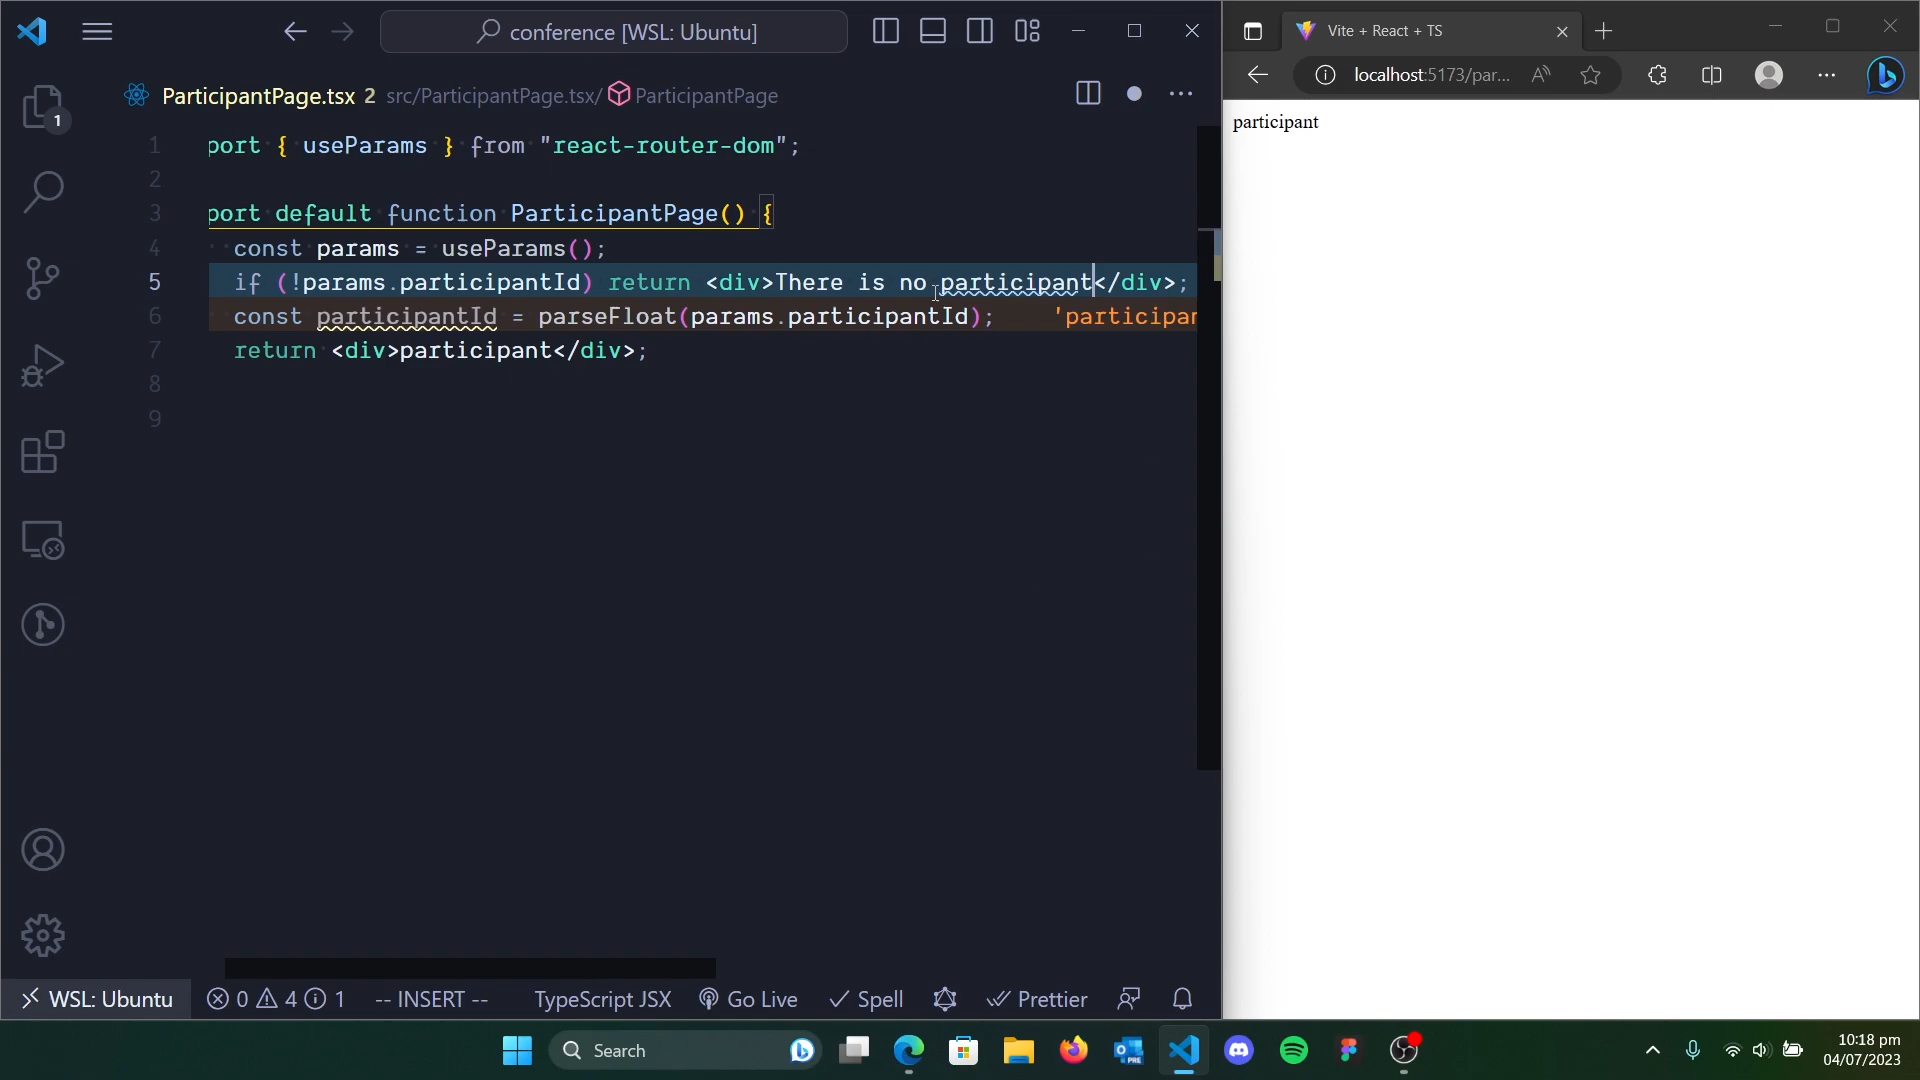 conference [WSL: Ubuntu]
ParticipantPage.tsx 2 src/ParticipantPage.tsx/ ParticipantPage
1
1 port { useParams } from "react-router-dom";
2
3 port default function ParticipantPage() {
4 const params = useParams();
5 if (!params.participantId) return <div>There is no participant</div>;
6 const participantId = parseFloat(params.participantId); 'participan
7 return <div>participant</div>;
8
9
WSL: Ubuntu 0 4 1 -- INSERT -- TypeScript JSX Go Live Spell Prettier
Vite + React + TS
localhost:5173/par...
participant
Search
PRE
10:18 pm
04/07/2023